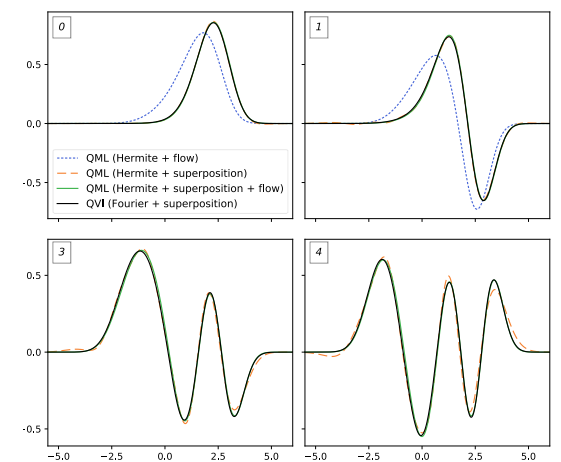 0
1
0.5
0.0
-0.5
QML (Hermite + flow)
QML (Hermite + superposition)
QML (Hermite + superposition + flow)
QVI (Fourier + superposition)
3
4
0.5
0.0
-0.5
−5.0 −2.5 0.0 2.5 5.0
−5.0 −2.5 0.0 2.5 5.0